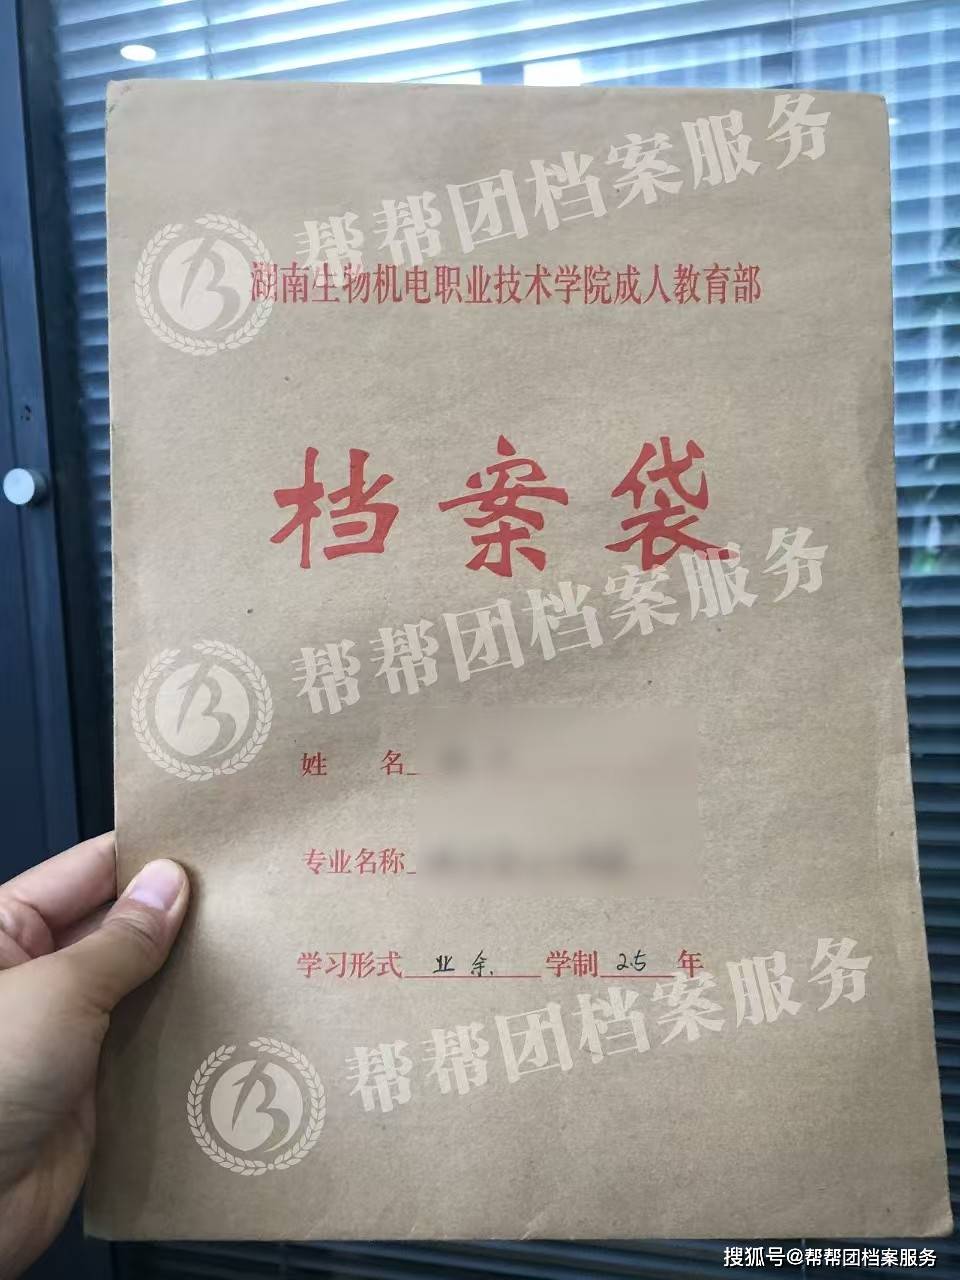 帮帮团档案服务
湖南生物机电职业技术学院成人教育部
档案袋
帮帮团档案服务
姓 名
专业名称
学习形式 业余 学制 2.5 年
帮帮团档案服务
搜狐号@帮帮团档案服务